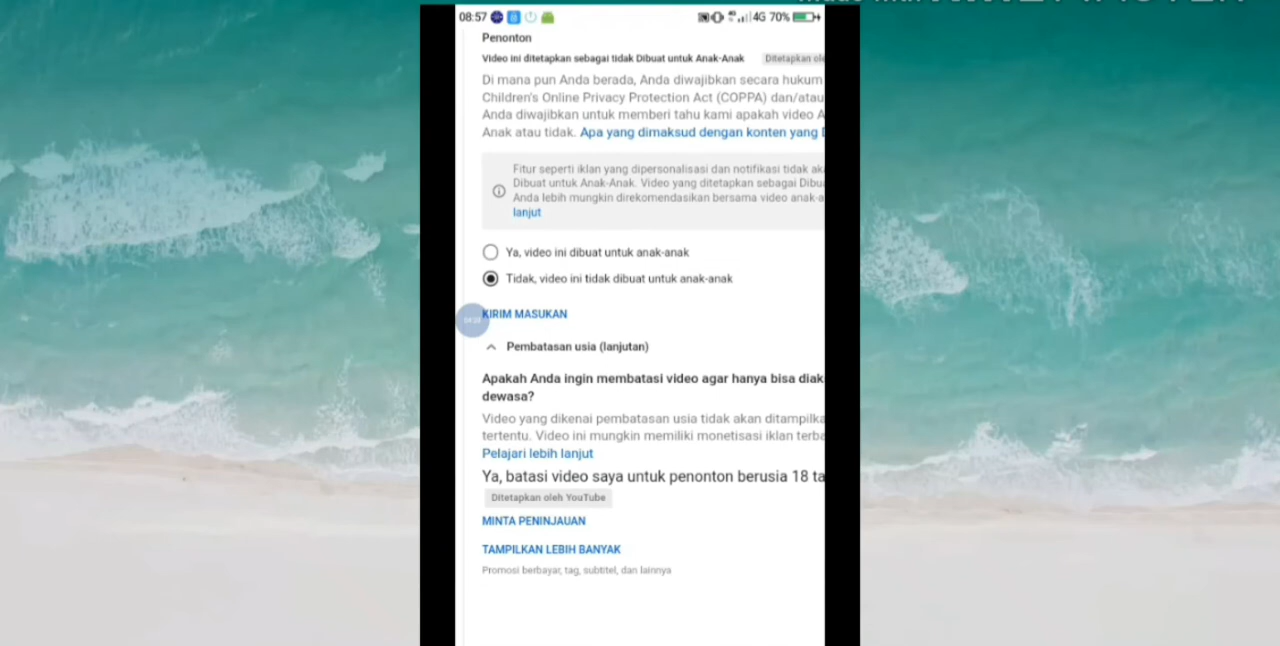 08:57
4G 70%
Penonton
Video ini ditetapkan sebagai tidak Dibuat untuk Anak-Anak Ditetapkan ole
Di mana pun Anda berada, Anda diwajibkan secara hukum
Children's Online Privacy Protection Act (COPPA) dan/atau
Anda diwajibkan untuk memberi tahu kami apakah video A
Anak atau tidak. Apa yang dimaksud dengan konten yang D
Fitur seperti iklan yang dipersonalisasi dan notifikasi tidak ak
Dibuat untuk Anak-Anak. Video yang ditetapkan sebagai Dibu
Anda lebih mungkin direkomendasikan bersama video anak-a
lanjut
Ya, video ini dibuat untuk anak-anak
Tidak, video ini tidak dibuat untuk anak-anak
KIRIM MASUKAN
Pembatasan usia (lanjutan)
Apakah Anda ingin membatasi video agar hanya bisa diak
dewasa?
Video yang dikenai pembatasan usia tidak akan ditampilka
tertentu. Video ini mungkin memiliki monetisasi iklan terba
Pelajari lebih lanjut
Ya, batasi video saya untuk penonton berusia 18 ta
Ditetapkan oleh YouTube
MINTA PENINJAUAN
TAMPILKAN LEBIH BANYAK
Promosi berbayar, tag, subtitel, dan lainnya